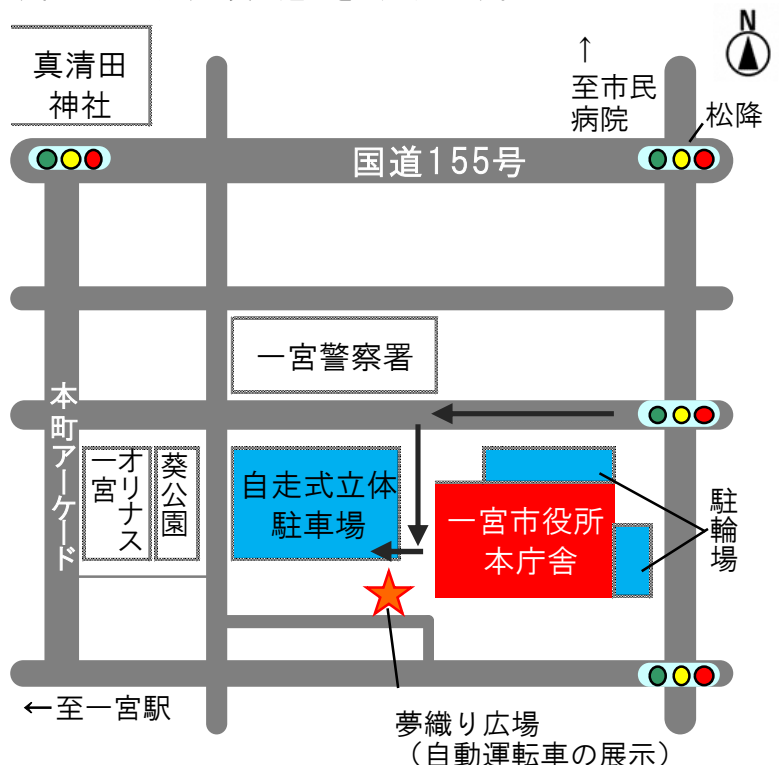 N
真清田
神社
↑
至市民
病院
松降
国道155号
一宮警察署
本町アーケード
オリナス
一宮
葵公園
自走式立体
駐車場
一宮市役所
本庁舎
駐輪場
←至一宮駅
夢織り広場
（自動運転車の展示）